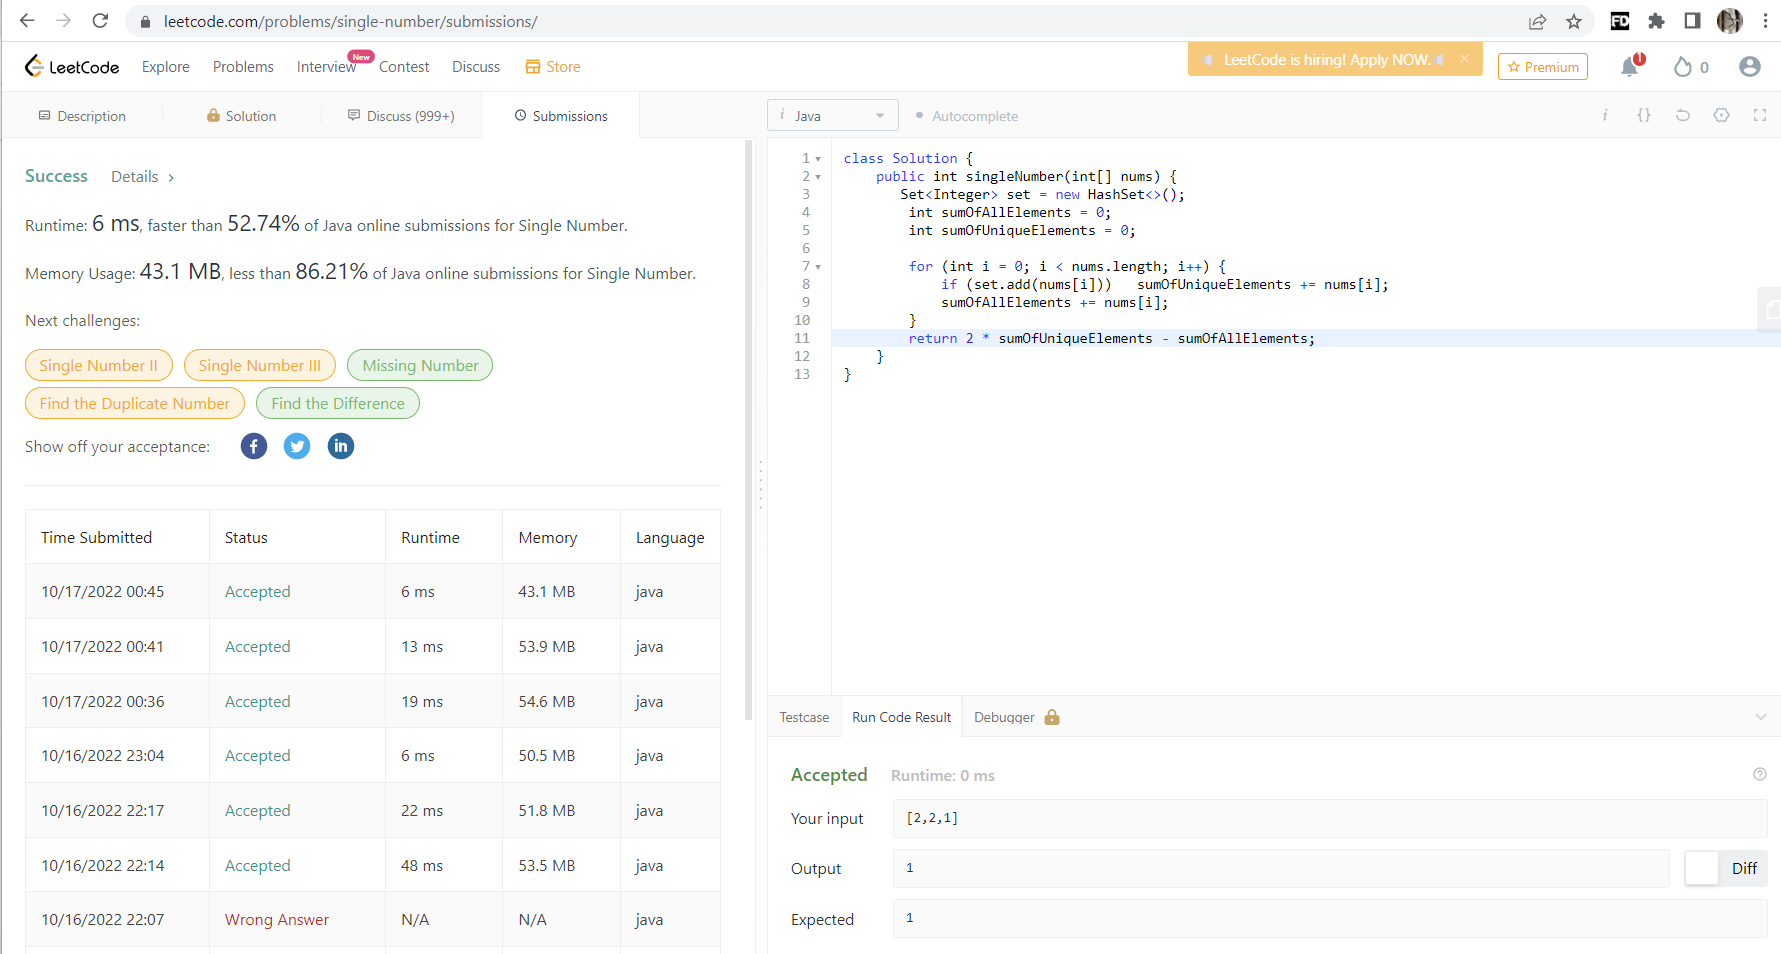 leetcode.com/problems/single-number/submissions/
FD
LeetCode
Explore
Problems
Interview
New
Contest
Discuss
Store
LeetCode is hiring! Apply NOW.
Premium
1
0
Description
Solution
Discuss (999+)
Submissions
i Java
Autocomplete
i {}
Success Details >
Runtime: 6 ms, faster than 52.74% of Java online submissions for Single Number.
Memory Usage: 43.1 MB, less than 86.21% of Java online submissions for Single Number.
Next challenges:
Single Number II
Single Number III
Missing Number
Find the Duplicate Number
Find the Difference
Show off your acceptance:
f
in
Time Submitted Status Runtime Memory Language
10/17/2022 00:45 Accepted 6 ms 43.1 MB java
10/17/2022 00:41 Accepted 13 ms 53.9 MB java
10/17/2022 00:36 Accepted 19 ms 54.6 MB java
10/16/2022 23:04 Accepted 6 ms 50.5 MB java
10/16/2022 22:17 Accepted 22 ms 51.8 MB java
10/16/2022 22:14 Accepted 48 ms 53.5 MB java
10/16/2022 22:07 Wrong Answer N/A N/A java
1 class Solution {
2 public int singleNumber(int[] nums) {
3 Set<Integer> set = new HashSet<>();
4 int sumOfAllElements = 0;
5 int sumOfUniqueElements = 0;
6
7 for (int i = 0; i < nums.length; i++) {
8 if (set.add(nums[i])) sumOfUniqueElements += nums[i];
9 sumOfAllElements += nums[i];
10 }
11 return 2 * sumOfUniqueElements - sumOfAllElements;
12 }
13 }
Testcase
Run Code Result
Debugger
Accepted Runtime: 0 ms
?
Your input [2,2,1]
Output 1
Diff
Expected 1